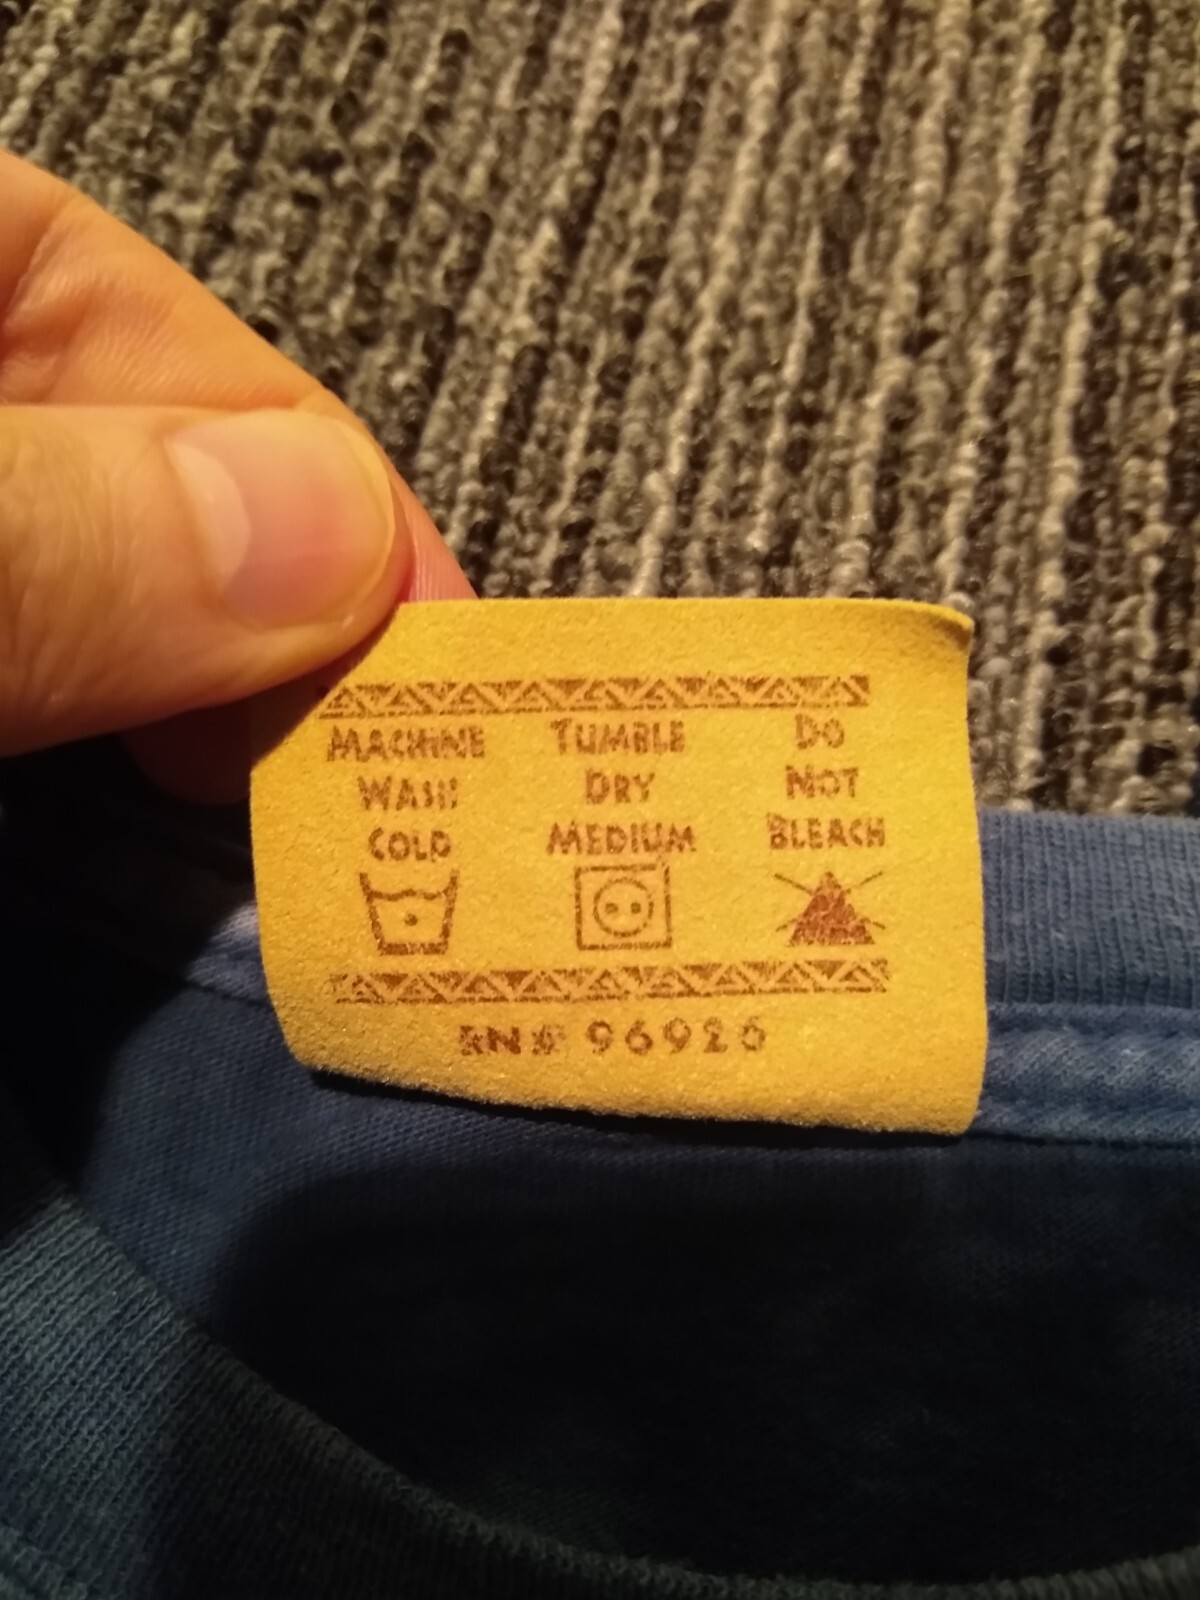 MACHINE WASH COLD
TUMBLE DRY MEDIUM
DO NOT BLEACH
RN# 96926